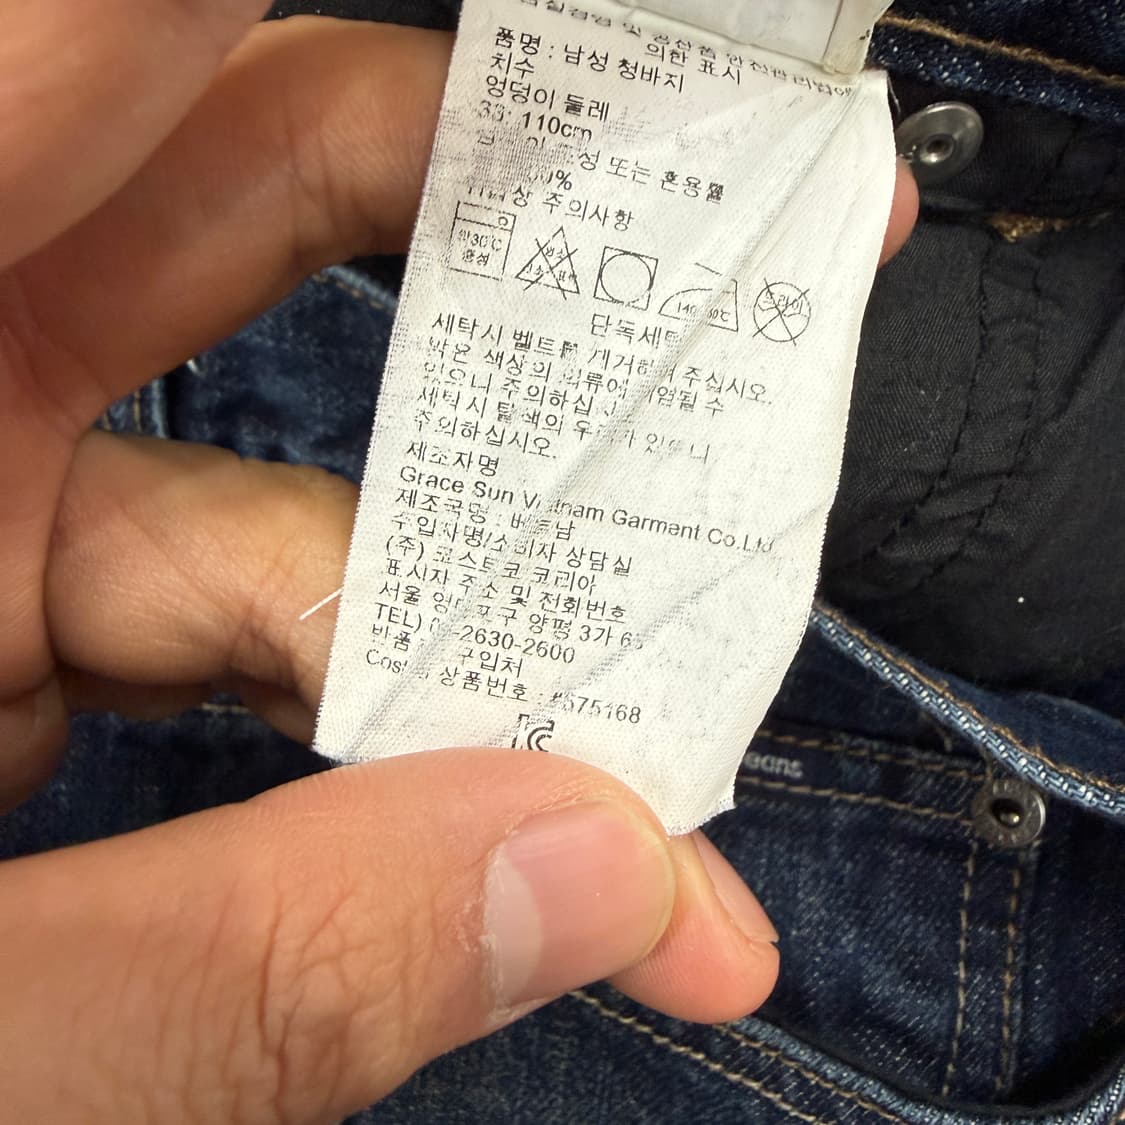 의한 표시
품명 : 남성 청바지
치수
엉덩이 둘레
33: 110cm
성 또는 혼용률
주의사항
단독세탁
세탁시 벨트를 제거하여 주십시오.
밝은 색상의 의류에 이염될 수
있으니 주의하십
세탁시 탈색의 우려가 있으니
주의하십시오.
제조자명
Grace Sun Vietnam Garment Co.Ltd
제조국명 : 베트남
수입자명/소비자 상담실
(주) 코스트코 코리아
표시자 주소 및 전화번호
서울 영등포구 양평 3가
TEL) -2630-2600
반품 구입처
상품번호 : #575168
KC
eans